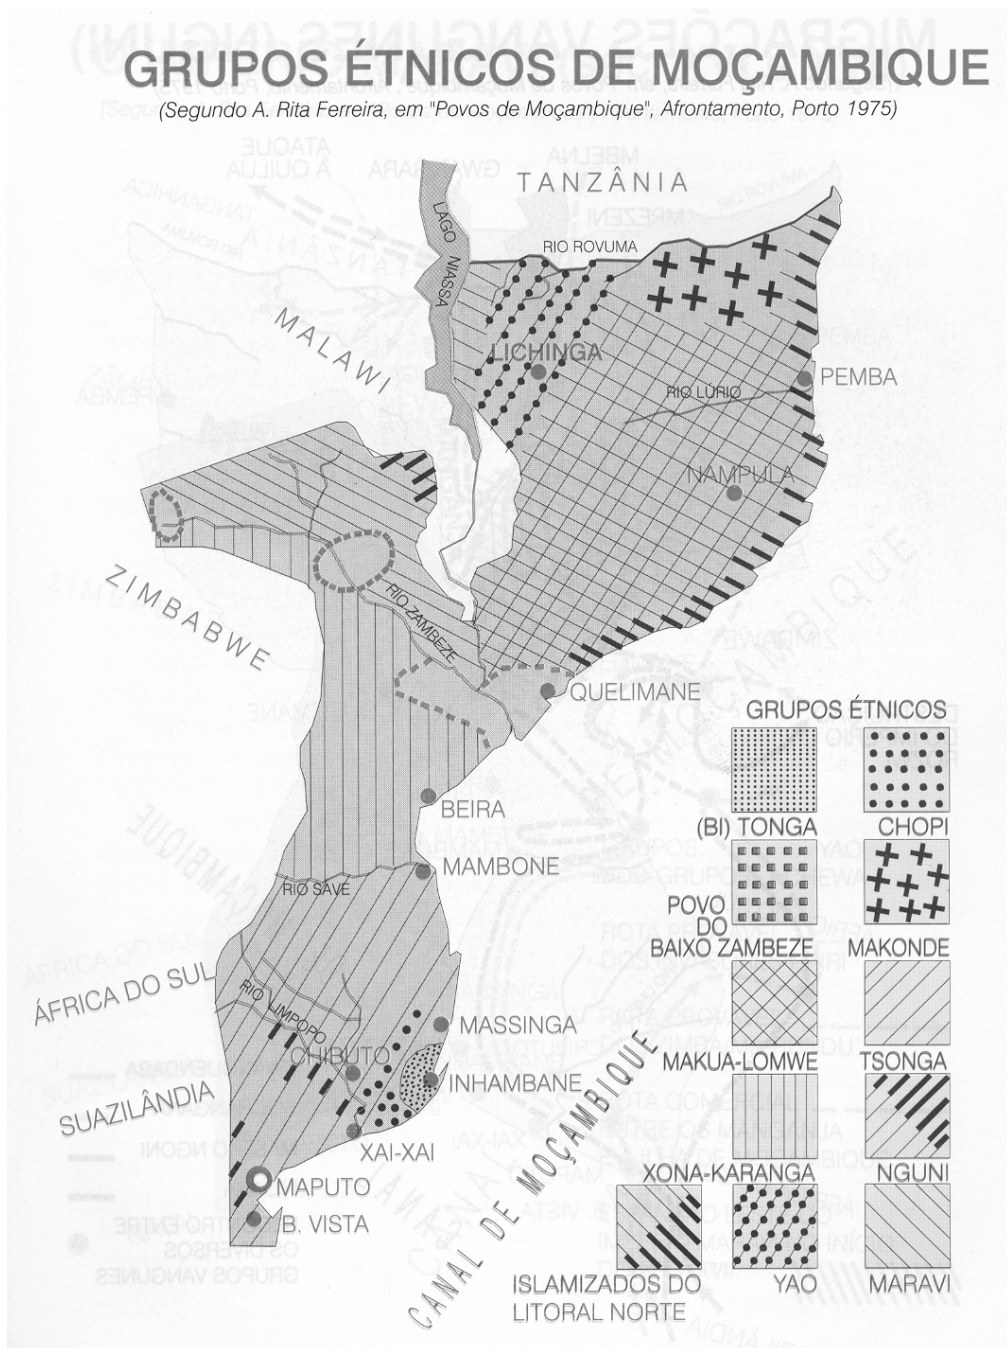 GRUPOS ÉTNICOS DE MOÇAMBIQUE
(Segundo A. Rita Ferreira, em "Povos de Moçambique", Afrontamento, Porto 1975)
TANZÂNIA
LAGO NIASSA
RIO ROVUMA
MALAWI
LICHINGA
PEMBA
RIO LÚRIO
NAMPULA
ZIMBABWE
RIO ZAMBEZE
QUELIMANE
BEIRA
MAMBONE
RIO SAVE
ÁFRICA DO SUL
RIO LIMPOPO
MASSINGA
CHIBUTO
INHAMBANE
SUAZILÂNDIA
XAI-XAI
MAPUTO
B. VISTA
CANAL DE MOÇAMBIQUE
GRUPOS ÉTNICOS
(BI) TONGA
CHOPI
POVO
DO
BAIXO ZAMBEZE
MAKONDE
MAKUA-LOMWE
TSONGA
XONA-KARANGA
NGUNI
ISLAMIZADOS DO
LITORAL NORTE
YAO
MARAVI